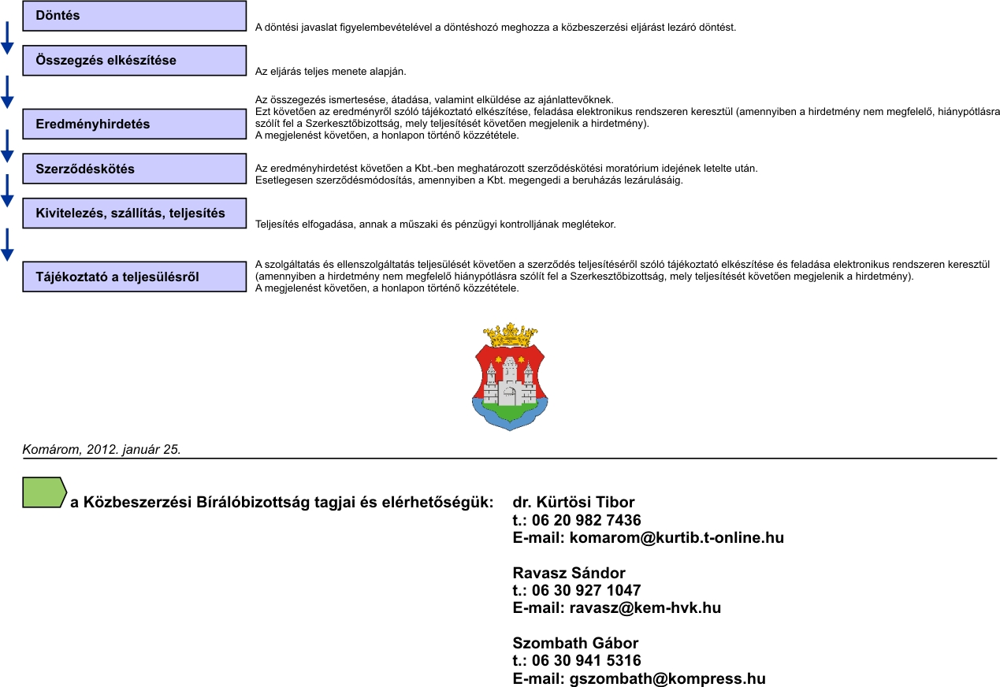 Döntés
A döntési javaslat figyelembevételével a döntéshozó meghozza a közbeszerzési eljárást lezáró döntést.
Összegzés elkészítése
Az eljárás teljes menete alapján.
Az összegezés ismertesése, átadása, valamint elküldése az ajánlattevőknek.
Ezt követően az eredményről szóló tájékoztató elkészítése, feladása elektronikus rendszeren keresztül (amennyiben a hirdetmény nem megfelelő, hiánypótlásra
Eredményhirdetés
szólít fel a Szerkesztőbizottság, mely teljesítését követően megjelenik a hirdetmény).
A megjelenést követően, a honlapon történő közzététele.
Szerződéskötés
Az eredményhirdetést követően a Kbt.-ben meghatározott szerződéskötési moratórium idejének letelte után.
Esetlegesen szerződésmódosítás, amennyiben a Kbt. megengedi a beruházás lezárulásáig.
Kivitelezés, szállítás, teljesítés
Teljesítés elfogadása, annak a műszaki és pénzügyi kontrolljának meglétekor.
A szolgáltatás és ellenszolgáltatás teljesülését követően a szerződés teljesítéséről szóló tájékoztató elkészítése és feladása elektronikus rendszeren keresztül
Tájékoztató a teljesülésről
(amennyiben a hirdetmény nem megfelelő hiánypótlásra szólít fel a Szerkesztőbizottság, mely teljesítését követően megjelenik a hirdetmény).
A megjelenést követően, a honlapon történő közzététele.
Komárom, 2012. január 25.
a Közbeszerzési Bírálóbizottság tagjai és elérhetőségük:
dr. Kürtösi Tibor
t.: 06 20 982 7436
E-mail: komarom@kurtib.t-online.hu
Ravasz Sándor
t.: 06 30 927 1047
E-mail: ravasz@kem-hvk.hu
Szombath Gábor
t.: 06 30 941 5316
E-mail: gszombath@kompress.hu